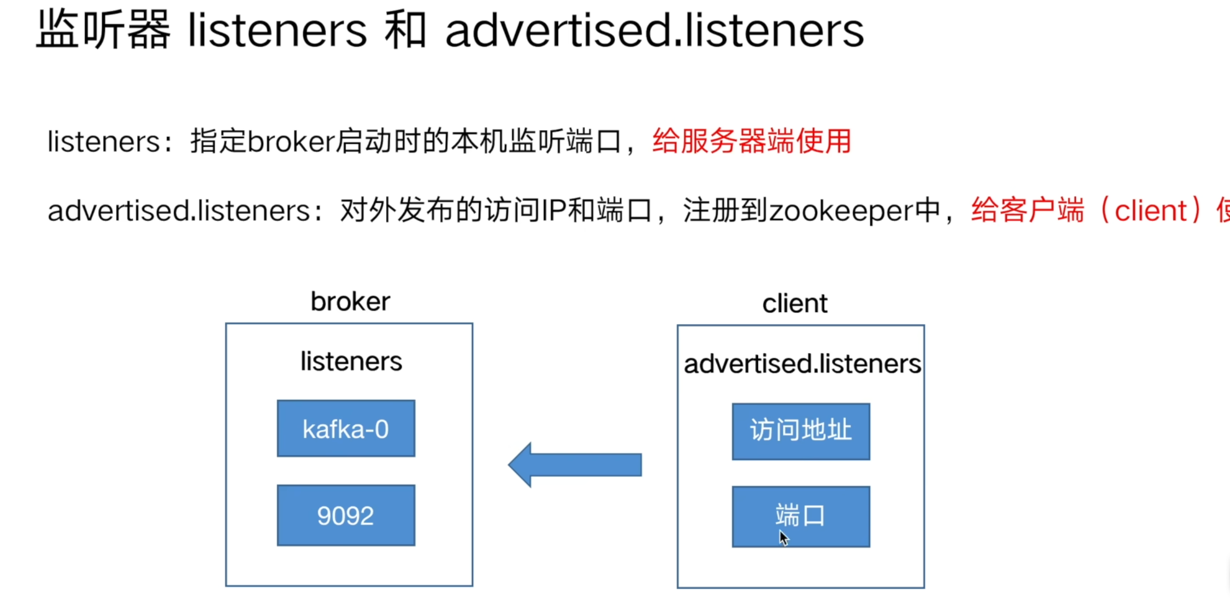 监听器 listeners 和 advertised.listeners
listeners：指定broker启动时的本机监听端口，给服务器端使用
advertised.listeners：对外发布的访问IP和端口，注册到zookeeper中，给客户端（client）
broker
client
listeners
advertised.listeners
kafka-0
访问地址
9092
端口